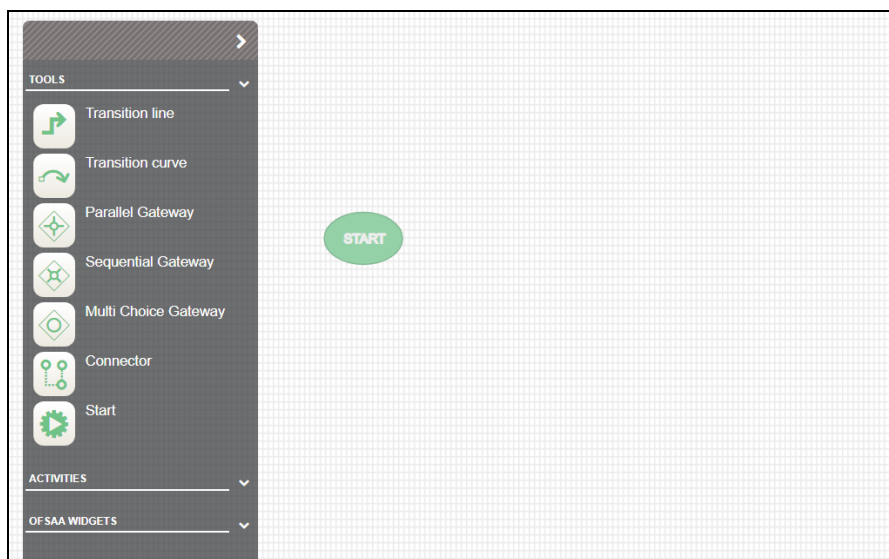 TOOLS
Transition line
Transition curve
Parallel Gateway
Sequential Gateway
Multi Choice Gateway
Connector
Start
ACTIVITIES
OFSAA WIDGETS
START